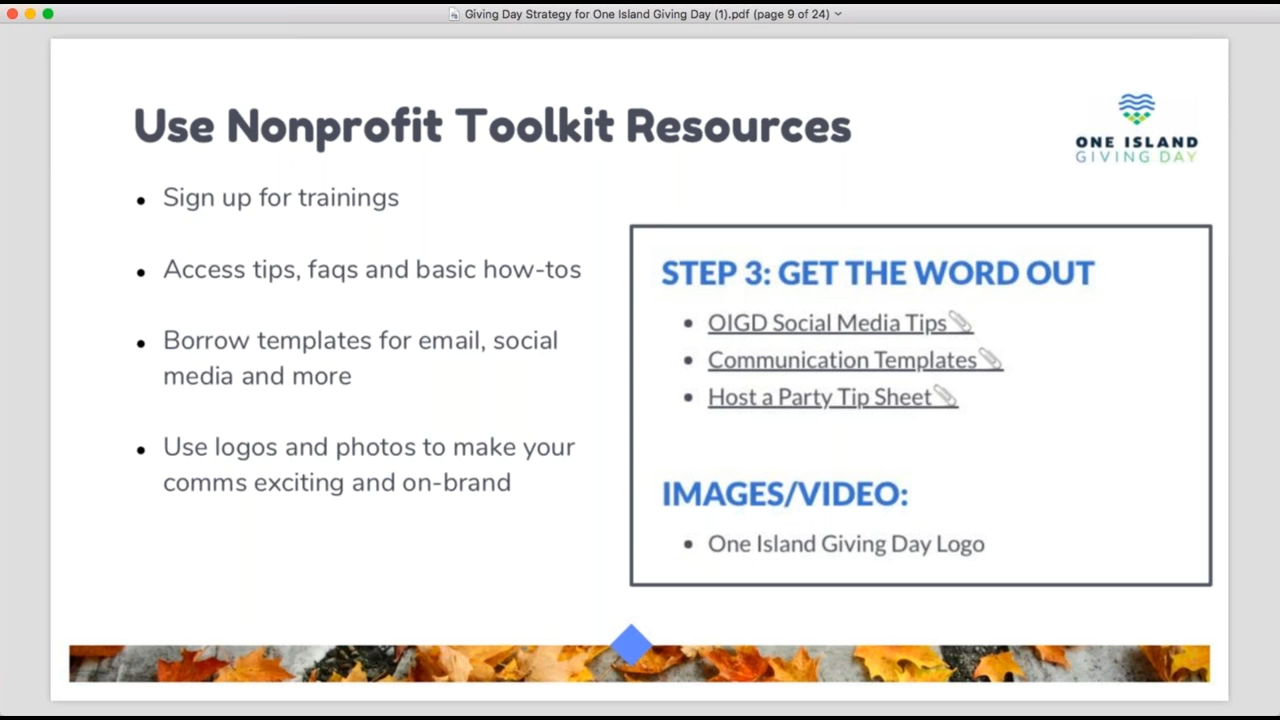 Giving Day Strategy for One Island Giving Day (1).pdf (page 9 of 24)
Use Nonprofit Toolkit Resources
ONE ISLAND
GIVING DAY
• Sign up for trainings
• Access tips, faqs and basic how-tos
• Borrow templates for email, social
media and more
• Use logos and photos to make your
comms exciting and on-brand
STEP 3: GET THE WORD OUT
• OIGD Social Media Tips
• Communication Templates
• Host a Party Tip Sheet
IMAGES/VIDEO:
• One Island Giving Day Logo